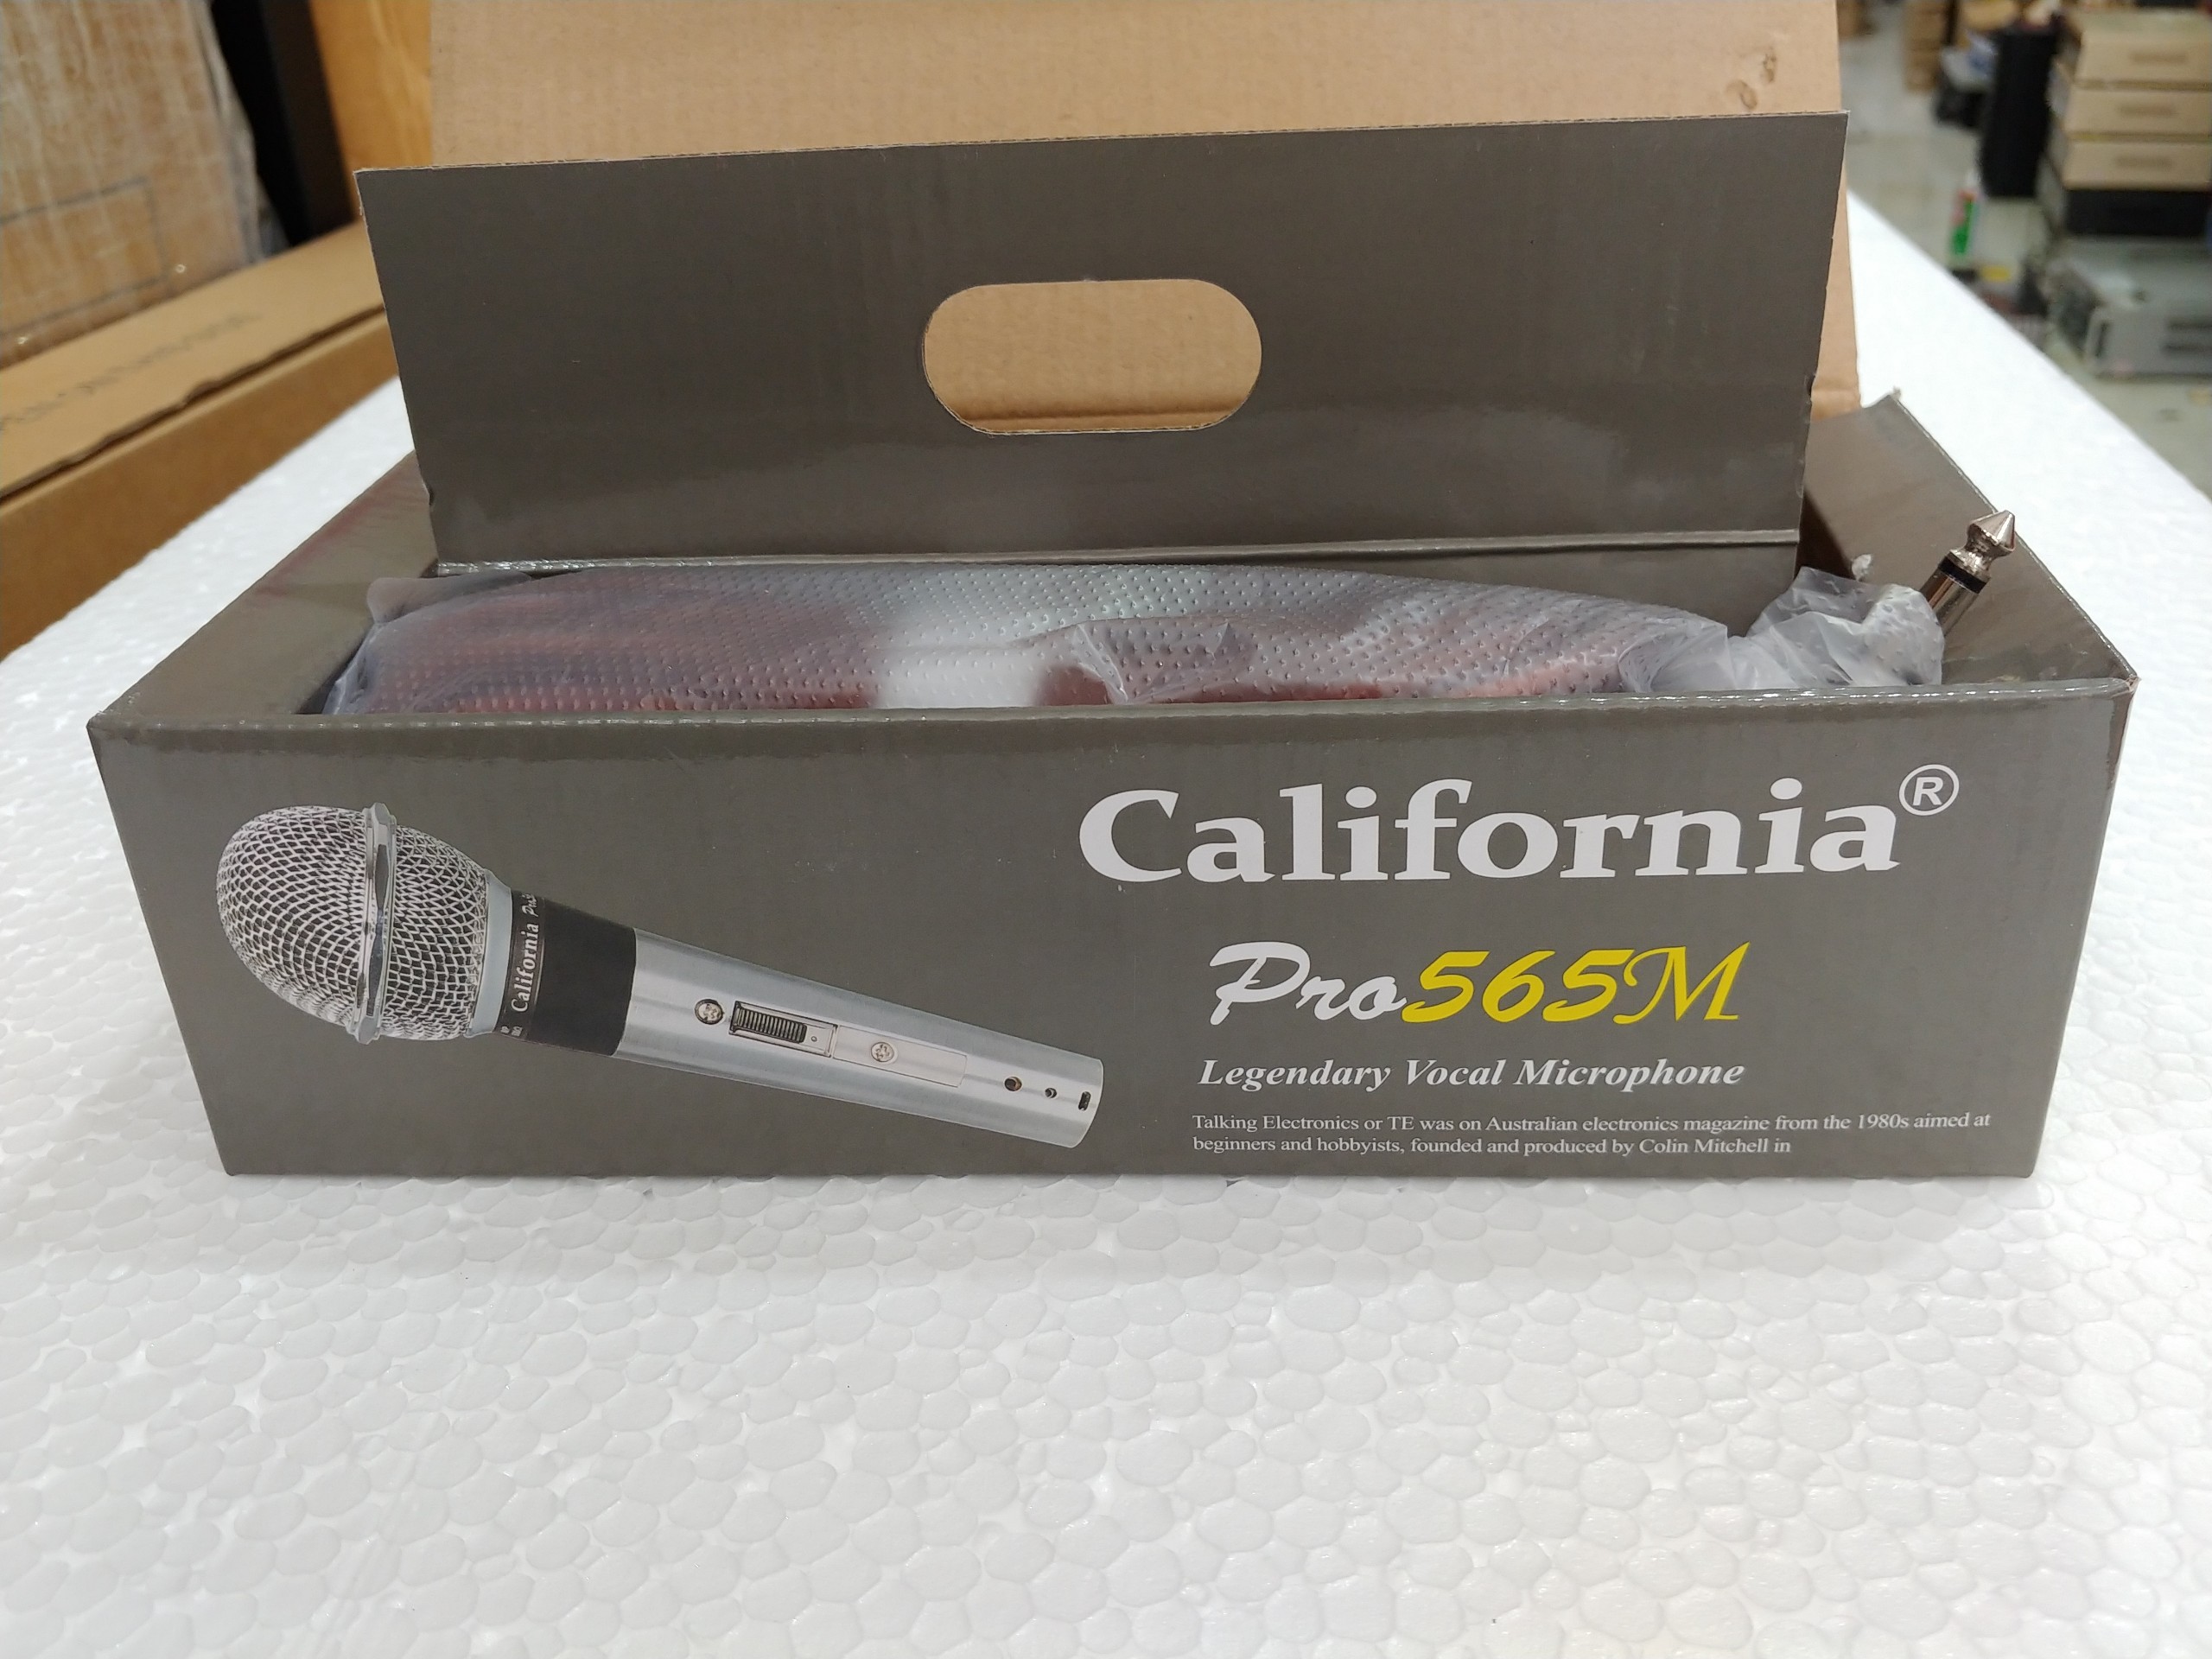 California®
Pro565M
Legendary Vocal Microphone
Talking Electronics or TE was on Australian electronics magazine from the 1980s aimed at
beginners and hobbyists, founded and produced by Colin Mitchell in
California